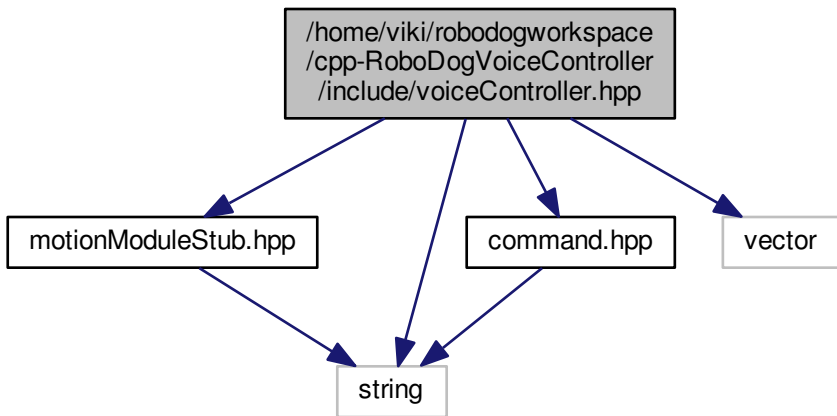 /home/viki/robodogworkspace
/cpp-RoboDogVoiceController
/include/voiceController.hpp
motionModuleStub.hpp
command.hpp
vector
string